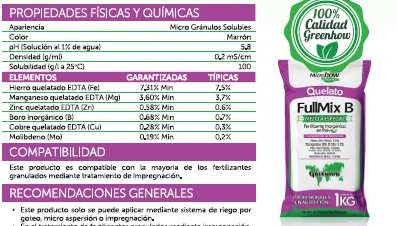 PROPIEDADES FÍSICAS Y QUÍMICAS
Apariencia Micro Gránulos Solubles
Color Marrón
pH (Solución al 1% de agua) 5,8
Densidad (g/ml) 0,2 mS/cm
Solubilidad (g/l a 25°C) 100
ELEMENTOS GARANTIZADAS TÍPICAS
Hierro quelatado EDTA (Fe) 7,31% Min 7,5%
Manganeso quelatado EDTA (Mg) 3,60% Min 3,7%
Zinc quelatado EDTA (Zn) 0,58% Min 0,6%
Boro inorgánico (B) 0,68% Min 0,7%
Cobre quelatado EDTA (Cu) 0,28% Min 0,3%
Molibdeno (Mo) 0,19% Min 0,2%
COMPATIBILIDAD
Este producto es compatible con la mayoría de los fertilizantes
granulados mediante tratamiento de impregnación.
RECOMENDACIONES GENERALES
• Este producto solo se puede aplicar mediante sistema de riego por
goteo, micro aspersión o impregnación.
100%
Calidad
Greenhow
Quelato
FullMix B
Greenhow
1KG